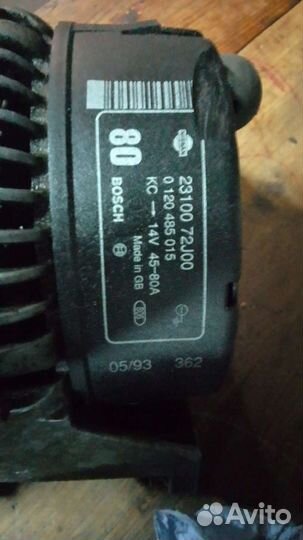 80
BOSCH
NISSAN
23100 72J00
0 120 485 015
KC → 14V 45-80A
Made in GB
05/93 362
Avito